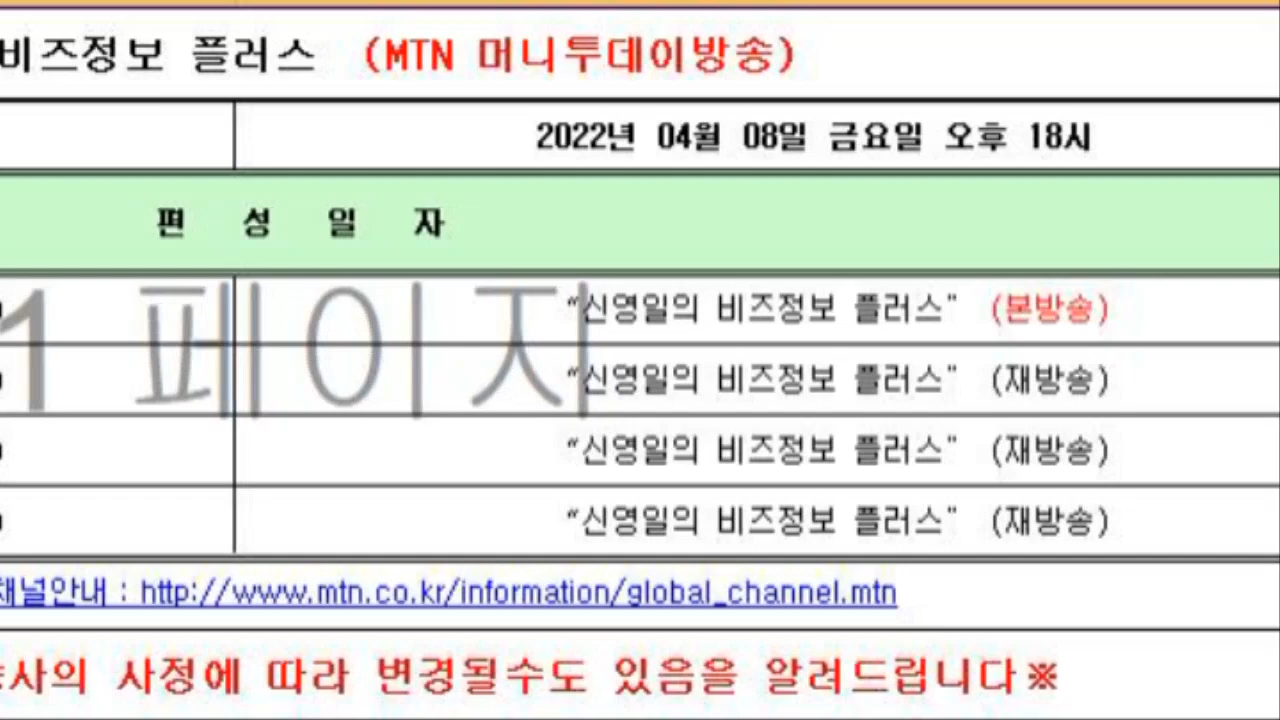 비즈정보 플러스 (MTN 머니투데이방송)
2022년 04월 08일 금요일 오후 18시
편 성 일 자
1 페이지
“신영일의 비즈정보 플러스” (본방송)
“신영일의 비즈정보 플러스” (재방송)
“신영일의 비즈정보 플러스” (재방송)
“신영일의 비즈정보 플러스” (재방송)
채널안내 : http://www.mtn.co.kr/information/global_channel.mtn
사의 사정에 따라 변경될수도 있음을 알려드립니다※